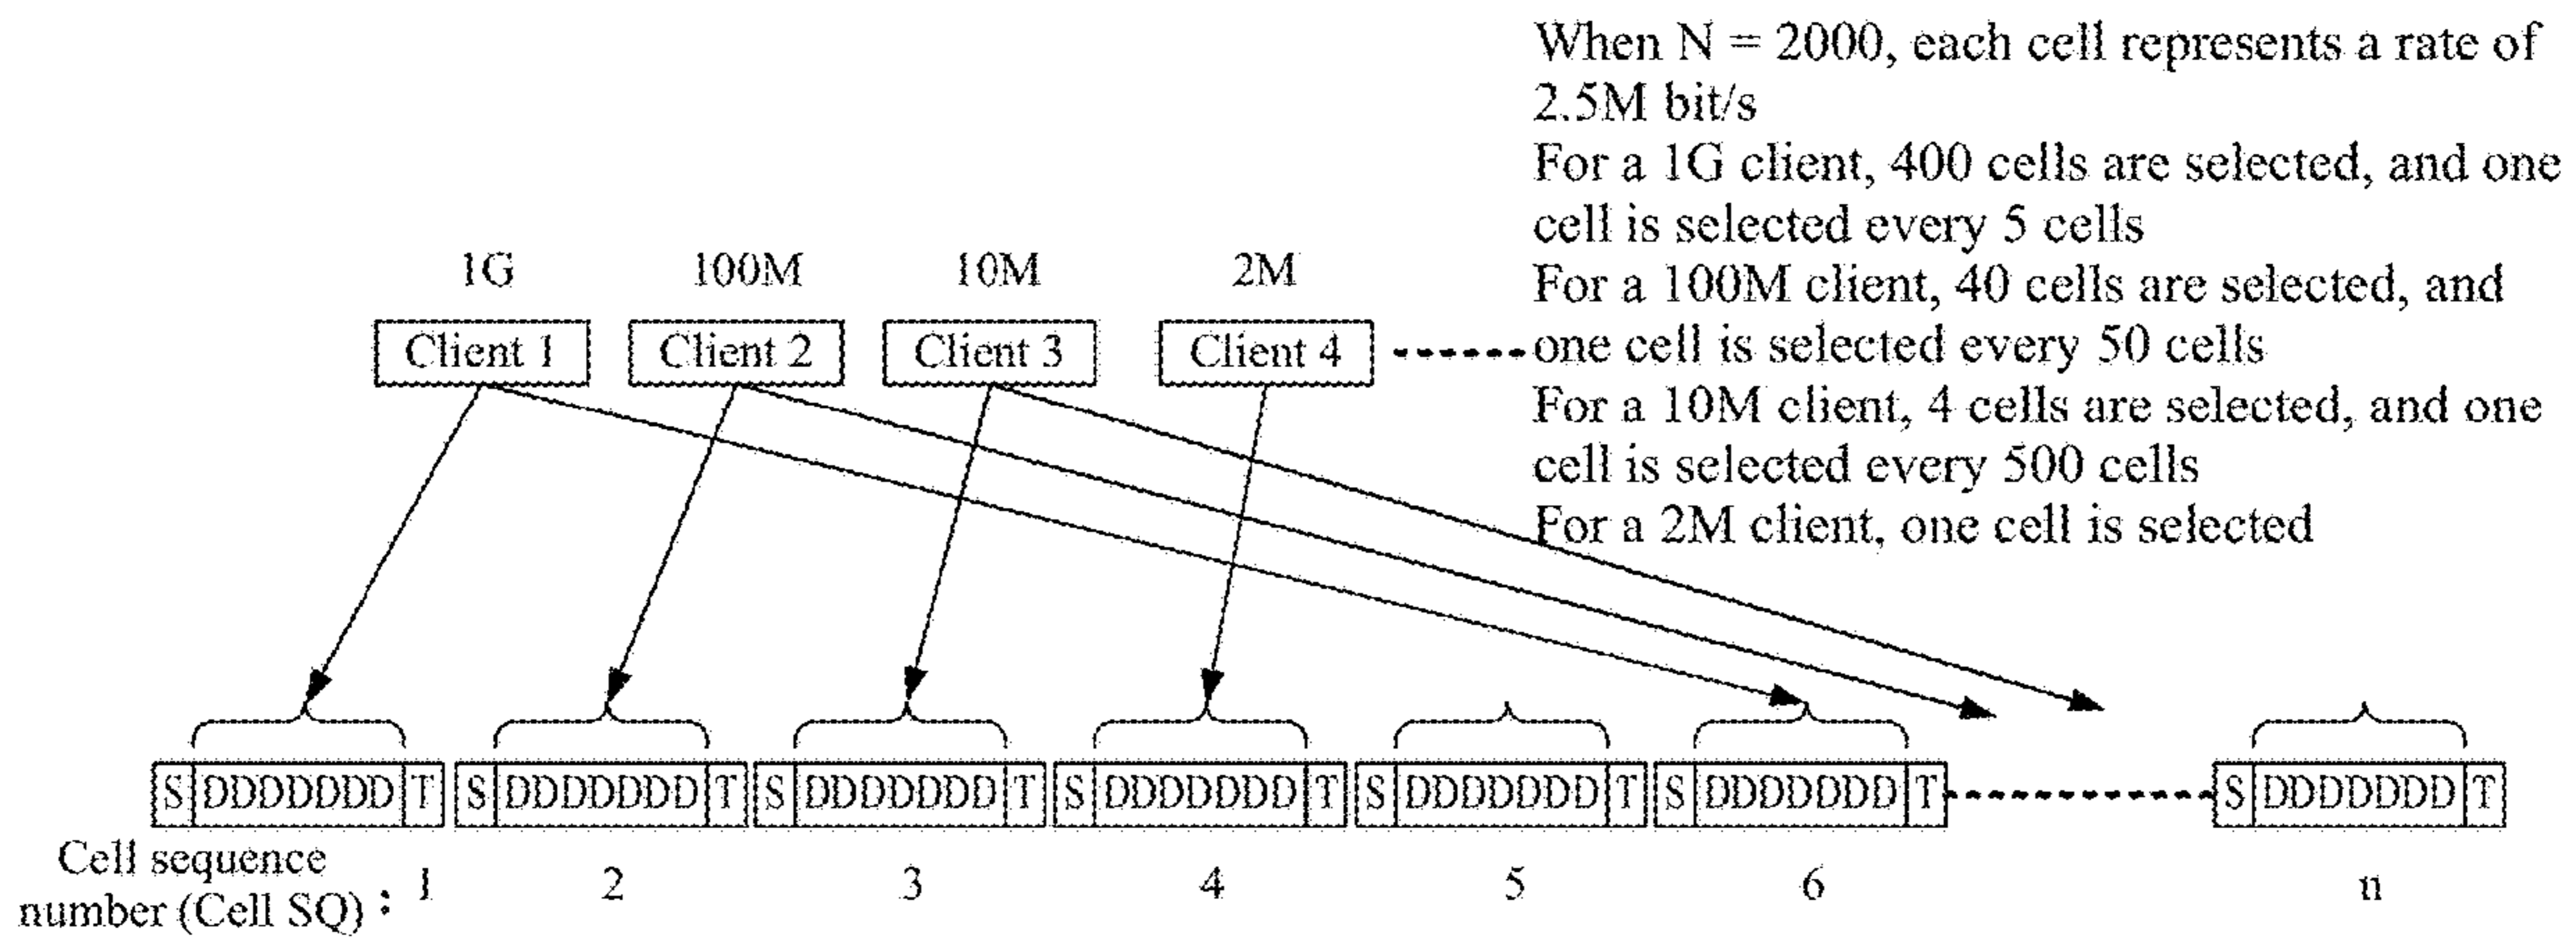 When N = 2000, each cell represents a rate of
2.5M bit/s
For a 1G client, 400 cells are selected, and one
cell is selected every 5 cells
For a 100M client, 40 cells are selected, and
one cell is selected every 50 cells
For a 10M client, 4 cells are selected, and one
cell is selected every 500 cells
For a 2M client, one cell is selected
1G 100M 10M 2M
Client 1 Client 2 Client 3 Client 4
S DDDDDDD T S DDDDDDD T S DDDDDDD T S DDDDDDD T S DDDDDDD T S DDDDDDD T S DDDDDDD T
Cell sequence
number (Cell SQ) : 1 2 3 4 5 6 n